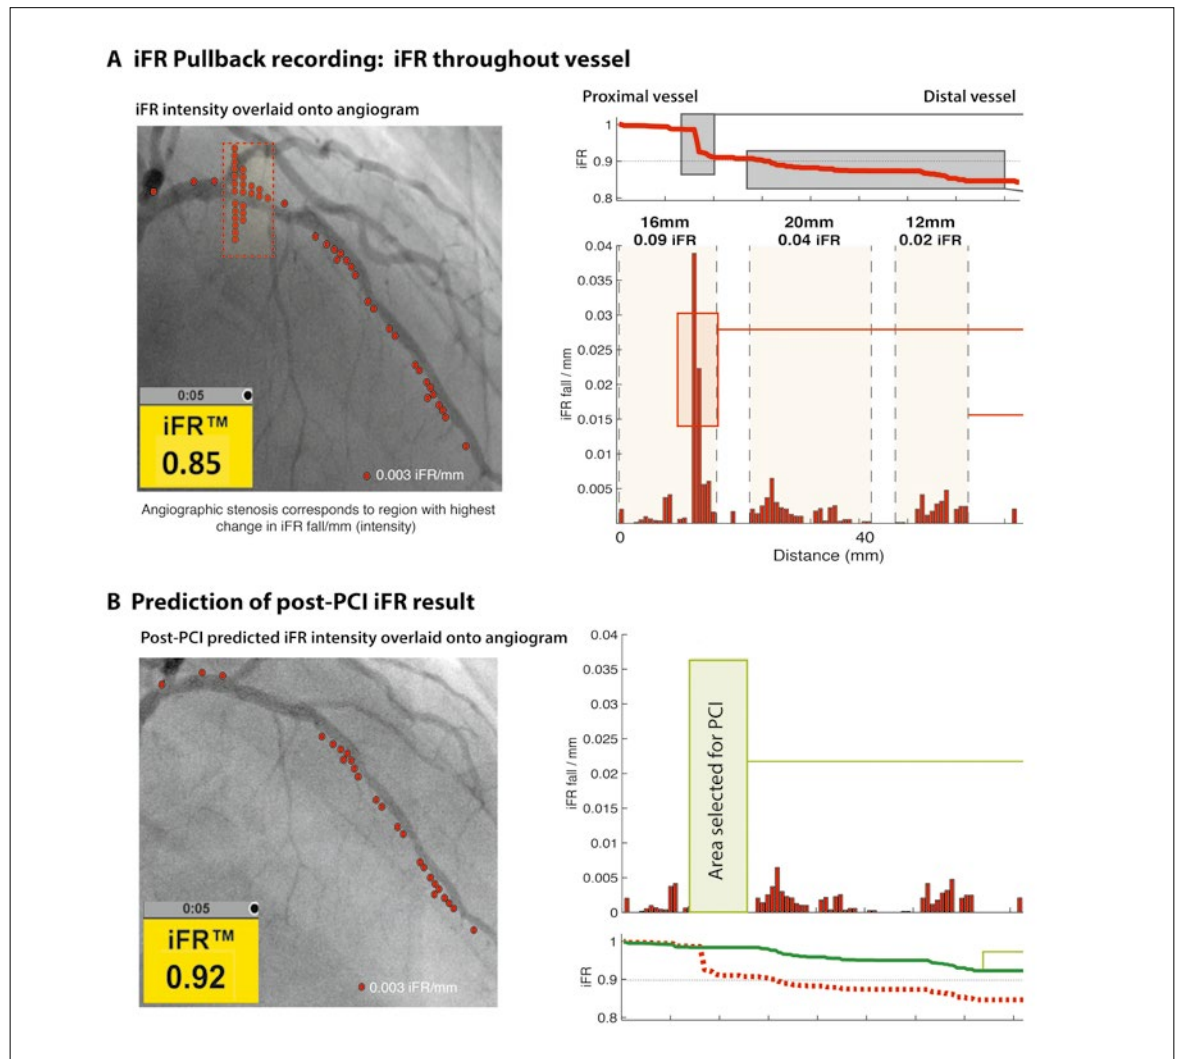 A iFR Pullback recording: iFR throughout vessel
iFR intensity overlaid onto angiogram
0:05
iFR™
0.85
0.003 iFR/mm
Angiographic stenosis corresponds to region with highest
change in iFR fall/mm (intensity)
Proximal vessel
Distal vessel
iFR
1
0.9
0.8
16mm
0.09 iFR
20mm
0.04 iFR
12mm
0.02 iFR
iFR fall / mm
0.04
0.035
0.03
0.025
0.02
0.015
0.01
0.005
0
40
Distance (mm)
B Prediction of post-PCI iFR result
Post-PCI predicted iFR intensity overlaid onto angiogram
0:05
iFR™
0.92
0.003 iFR/mm
iFR fall / mm
0.04
0.035
0.03
0.025
0.02
0.015
0.01
0.005
0
Area selected for PCI
iFR
1
0.9
0.8